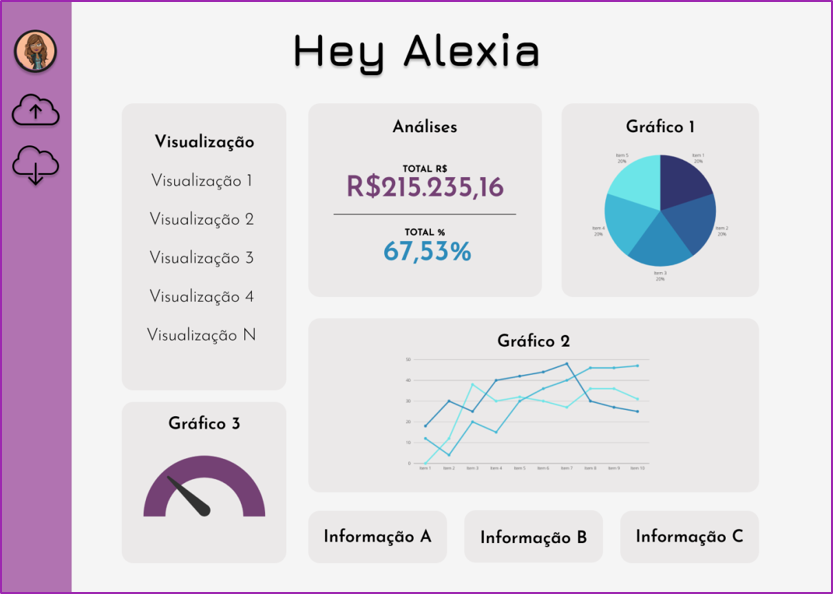 Hey Alexia
Visualização
Visualização 1
Visualização 2
Visualização 3
Visualização 4
Visualização N
Análises
TOTAL R$
R$215.235,16
TOTAL %
67,53%
Gráfico 1
Item 5
20%
Item 1
20%
Item 4
20%
Item 2
20%
Item 3
20%
Gráfico 2
50
40
30
20
10
0
Item 1 Item 2 Item 3 Item 4 Item 5 Item 6 Item 7 Item 8 Item 9 Item 10
Gráfico 3
Informação A
Informação B
Informação C